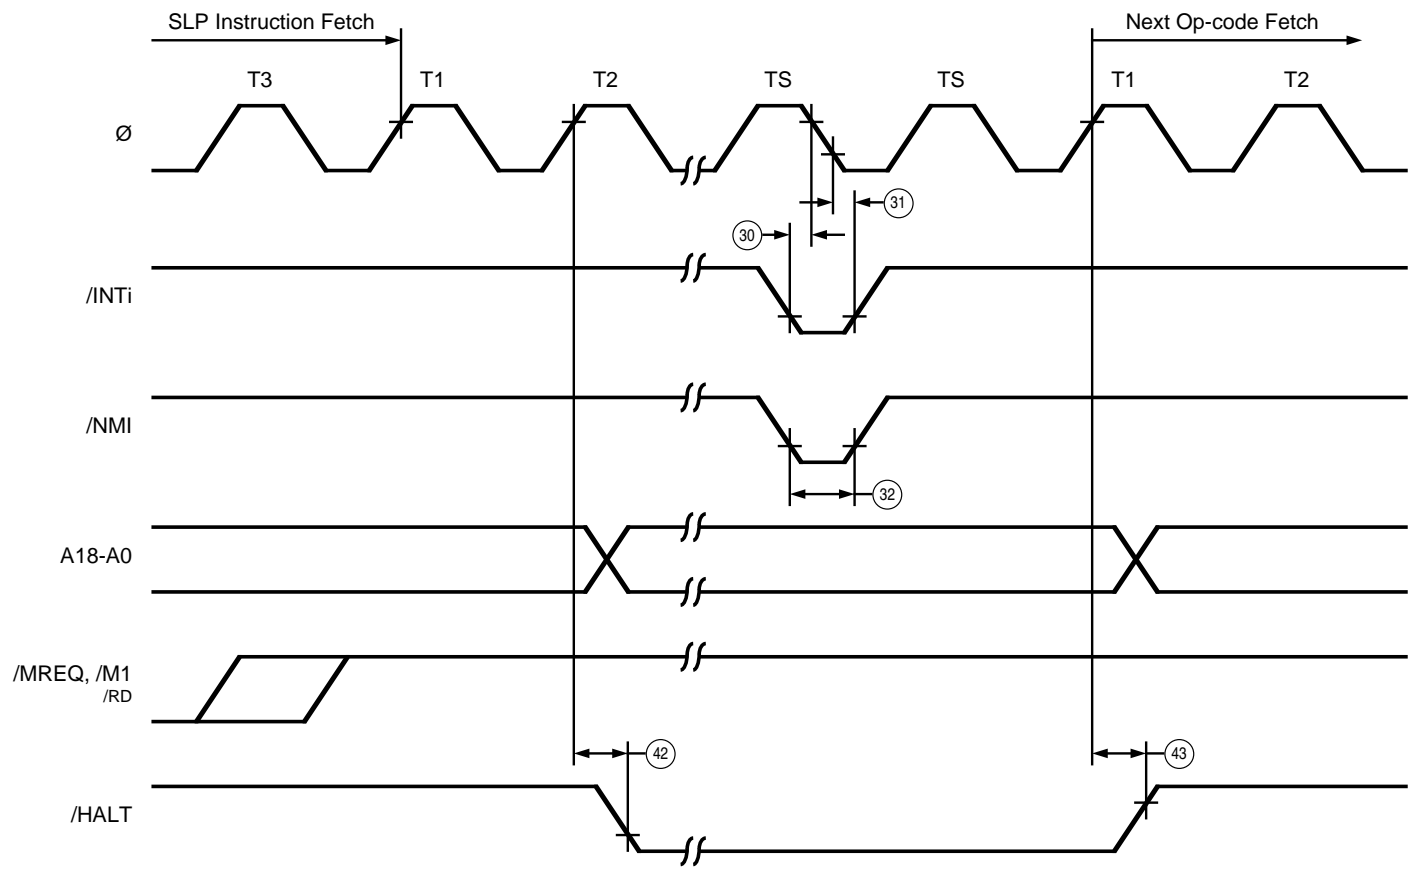 SLP Instruction Fetch
Next Op-code Fetch
T3 T1 T2 TS TS T1 T2
Ø
31
30
/INTi
/NMI
32
A18-A0
/MREQ, /M1
/RD
42
43
/HALT